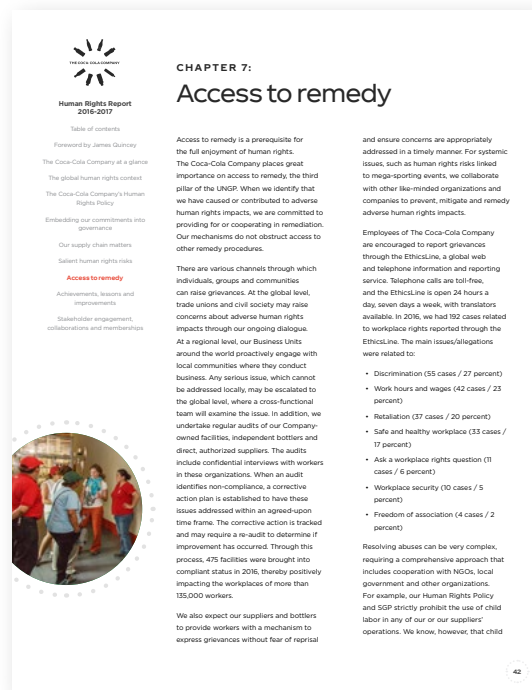 THE COCA-COLA COMPANY
Human Rights Report
2016-2017
Table of contents
Foreword by James Quincey
The Coca-Cola Company at a glance
The global human rights context
The Coca-Cola Company's Human
Rights Policy
Embedding our commitments into
governance
Our supply chain matters
Salient human rights risks
Access to remedy
Achievements, lessons and
improvements
Stakeholder engagement,
collaborations and memberships
CHAPTER 7:
Access to remedy
Access to remedy is a prerequisite for
the full enjoyment of human rights.
The Coca-Cola Company places great
importance on access to remedy, the third
pillar of the UNGP. When we identify that
we have caused or contributed to adverse
human rights impacts, we are committed to
providing for or cooperating in remediation.
Our mechanisms do not obstruct access to
other remedy procedures.
There are various channels through which
individuals, groups and communities
can raise grievances. At the global level,
trade unions and civil society may raise
concerns about adverse human rights
impacts through our ongoing dialogue.
At a regional level, our Business Units
around the world proactively engage with
local communities where they conduct
business. Any serious issue, which cannot
be addressed locally, may be escalated to
the global level, where a cross-functional
team will examine the issue. In addition, we
undertake regular audits of our Company-
owned facilities, independent bottlers and
direct, authorized suppliers. The audits
include confidential interviews with workers
in these organizations. When an audit
identifies non-compliance, a corrective
action plan is established to have these
issues addressed within an agreed-upon
time frame. The corrective action is tracked
and may require a re-audit to determine if
improvement has occurred. Through this
process, 475 facilities were brought into
compliant status in 2016, thereby positively
impacting the workplaces of more than
135,000 workers.
We also expect our suppliers and bottlers
to provide workers with a mechanism to
express grievances without fear of reprisal
and ensure concerns are appropriately
addressed in a timely manner. For systemic
issues, such as human rights risks linked
to mega-sporting events, we collaborate
with other like-minded organizations and
companies to prevent, mitigate and remedy
adverse human rights impacts.
Employees of The Coca-Cola Company
are encouraged to report grievances
through the EthicsLine, a global web
and telephone information and reporting
service. Telephone calls are toll-free,
and the EthicsLine is open 24 hours a
day, seven days a week, with translators
available. In 2016, we had 192 cases related
to workplace rights reported through the
EthicsLine. The main issues/allegations
were related to:
• Discrimination (55 cases / 27 percent)
• Work hours and wages (42 cases / 23
percent)
• Retaliation (37 cases / 20 percent)
• Safe and healthy workplace (33 cases /
17 percent)
• Ask a workplace rights question (11
cases / 6 percent)
• Workplace security (10 cases / 5
percent)
• Freedom of association (4 cases / 2
percent)
Resolving abuses can be very complex,
requiring a comprehensive approach that
includes cooperation with NGOs, local
government and other organizations.
For example, our Human Rights Policy
and SGP strictly prohibit the use of child
labor in any of our or our suppliers'
operations. We know, however, that child
42